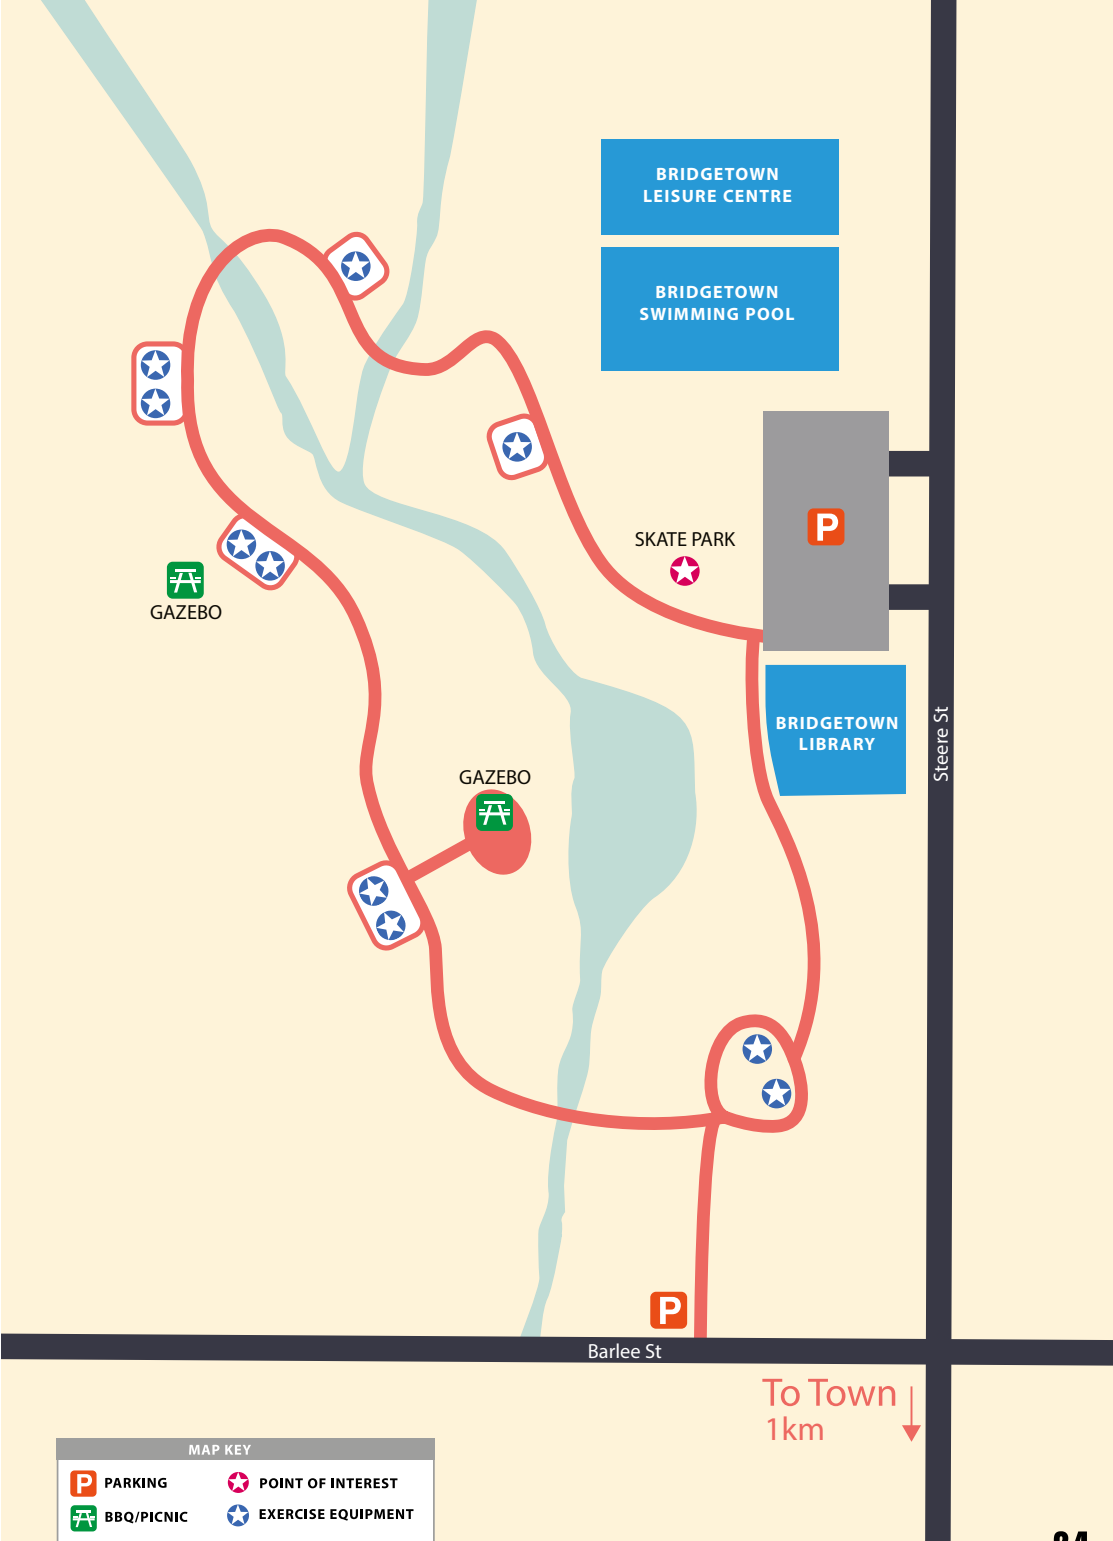 BRIDGETOWN
LEISURE CENTRE
BRIDGETOWN
SWIMMING POOL
P
SKATE PARK
GAZEBO
BRIDGETOWN
LIBRARY
Steere St
GAZEBO
P
Barlee St
To Town
1km
MAP KEY
P PARKING
POINT OF INTEREST
BBQ/PICNIC
EXERCISE EQUIPMENT